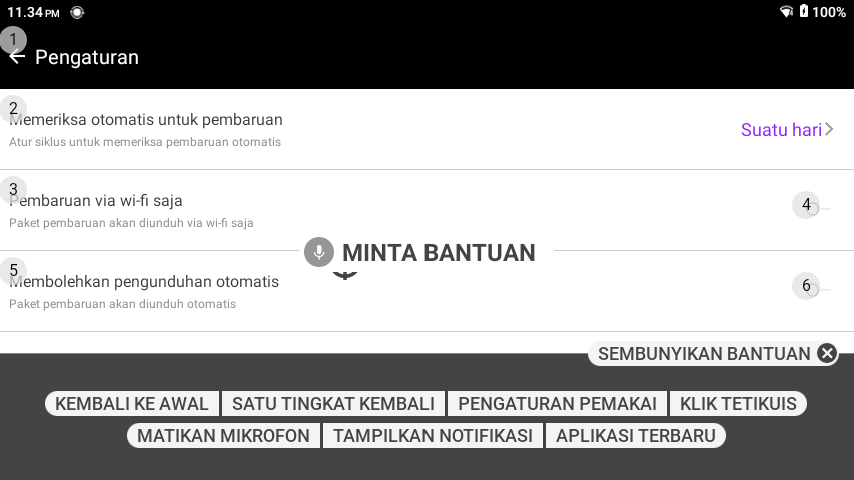 11.34 PM
100%
1
Pengaturan
2
Memeriksa otomatis untuk pembaruan
Atur siklus untuk memeriksa pembaruan otomatis
Suatu hari
3
Pembaruan via wi-fi saja
Paket pembaruan akan diunduh via wi-fi saja
4
MINTA BANTUAN
5
Membolehkan pengunduhan otomatis
Paket pembaruan akan diunduh otomatis
6
SEMBUNYIKAN BANTUAN
KEMBALI KE AWAL
SATU TINGKAT KEMBALI
PENGATURAN PEMAKAI
KLIK TETIKUIS
MATIKAN MIKROFON
TAMPILKAN NOTIFIKASI
APLIKASI TERBARU